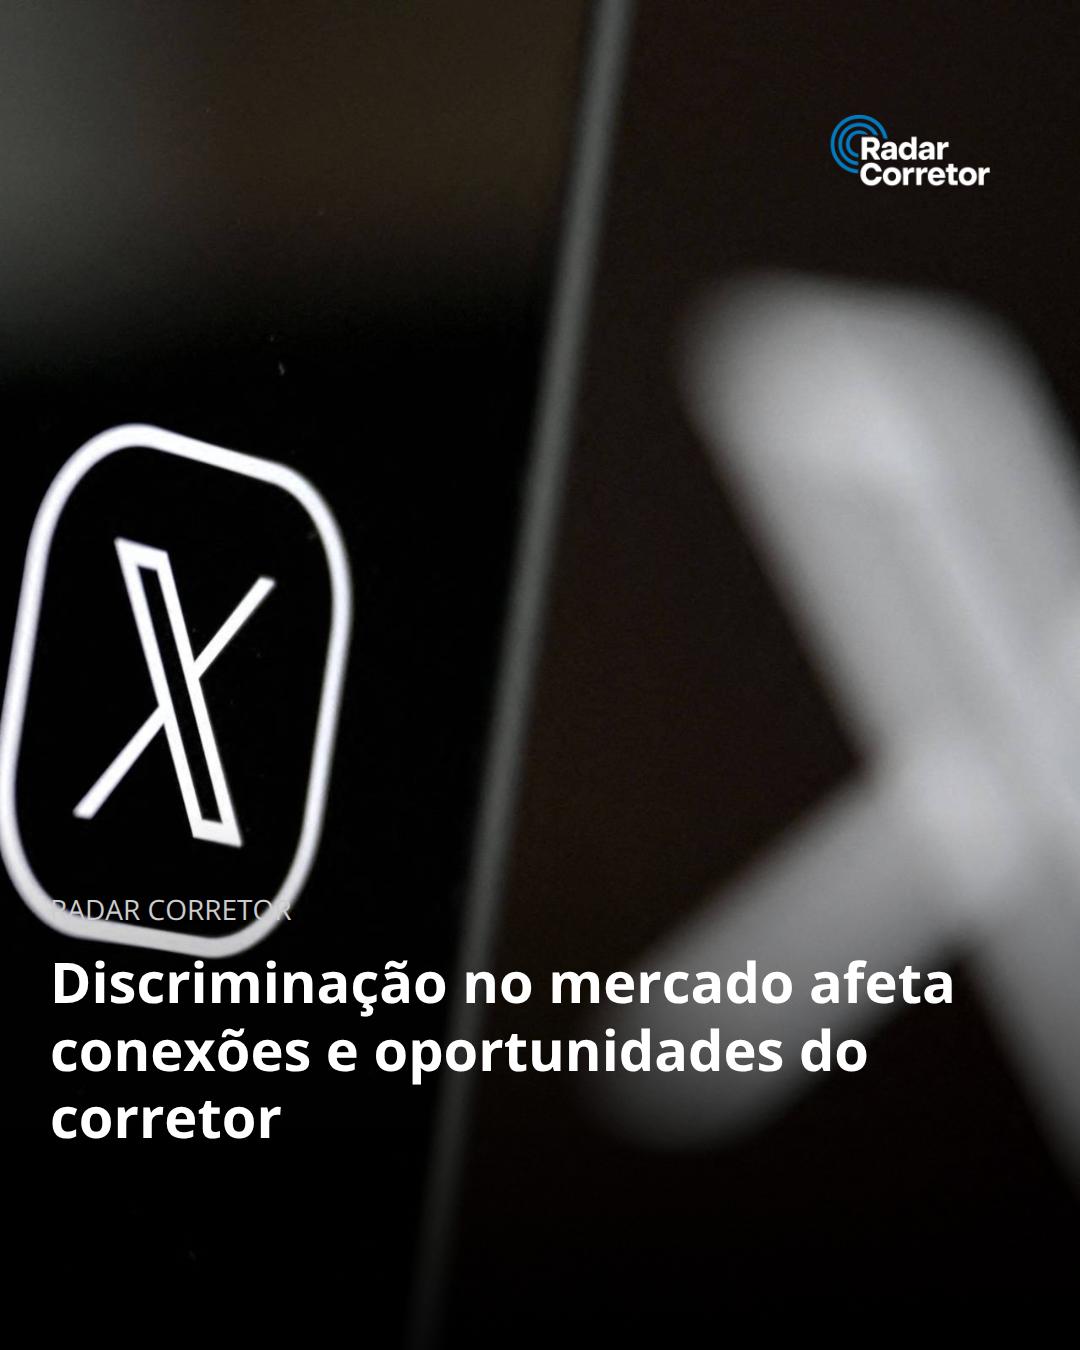 Radar
Corretor
X
RADAR CORRETOR
Discriminação no mercado afeta
conexões e oportunidades do
corretor